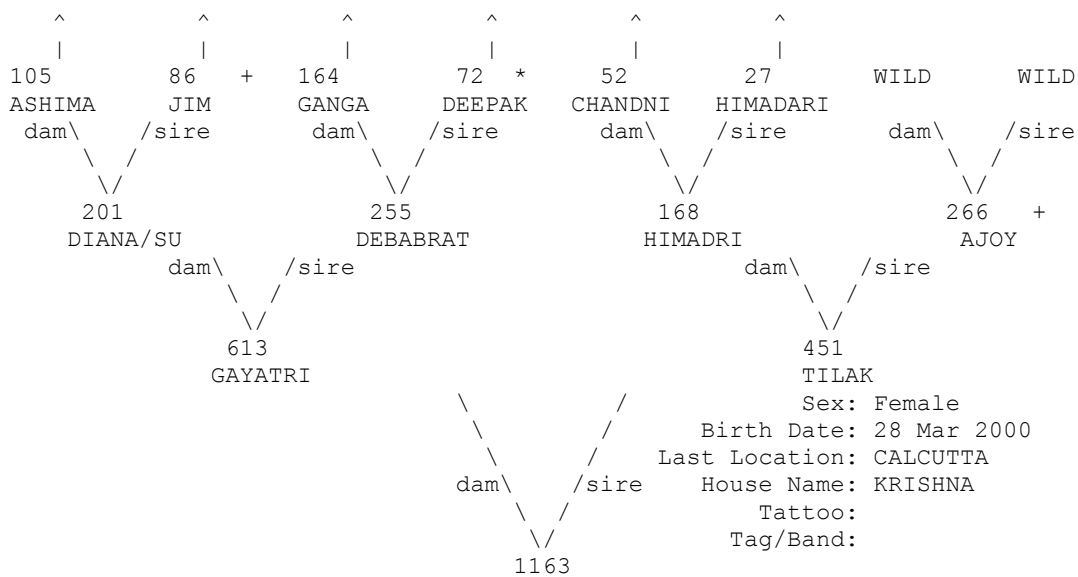 ^ ^ ^ ^ ^ ^
| | | | | |
105 86 + 164 72 * 52 27 WILD WILD
ASHIMA JIM GANGA DEEPAK CHANDNI HIMADARI
dam\ /sire dam\ /sire dam\ /sire dam\ /sire
\ / \ / \ / \ /
\/ \/ \/ \/
201 255 168 266 +
DIANA/SU DEBABRAT HIMADRI AJOY
dam\ /sire dam\ /sire
\ / \ /
\/ \/
613 451
GAYATRI TILAK
\ / Sex: Female
\ / Birth Date: 28 Mar 2000
\ / Last Location: CALCUTTA
dam\ /sire House Name: KRISHNA
\ / Tattoo:
\/ Tag/Band:
1163